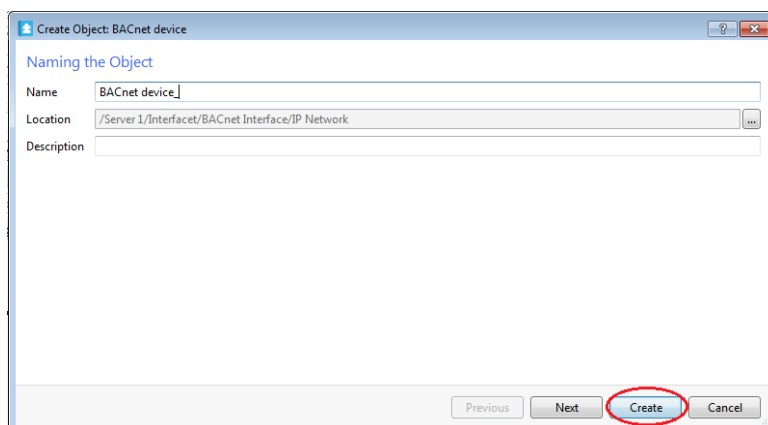 Create Object: BACnet device
?
Naming the Object
Name BACnet device_
Location /Server 1/Interfacet/BACnet Interface/IP Network ...
Description
Previous Next Create Cancel